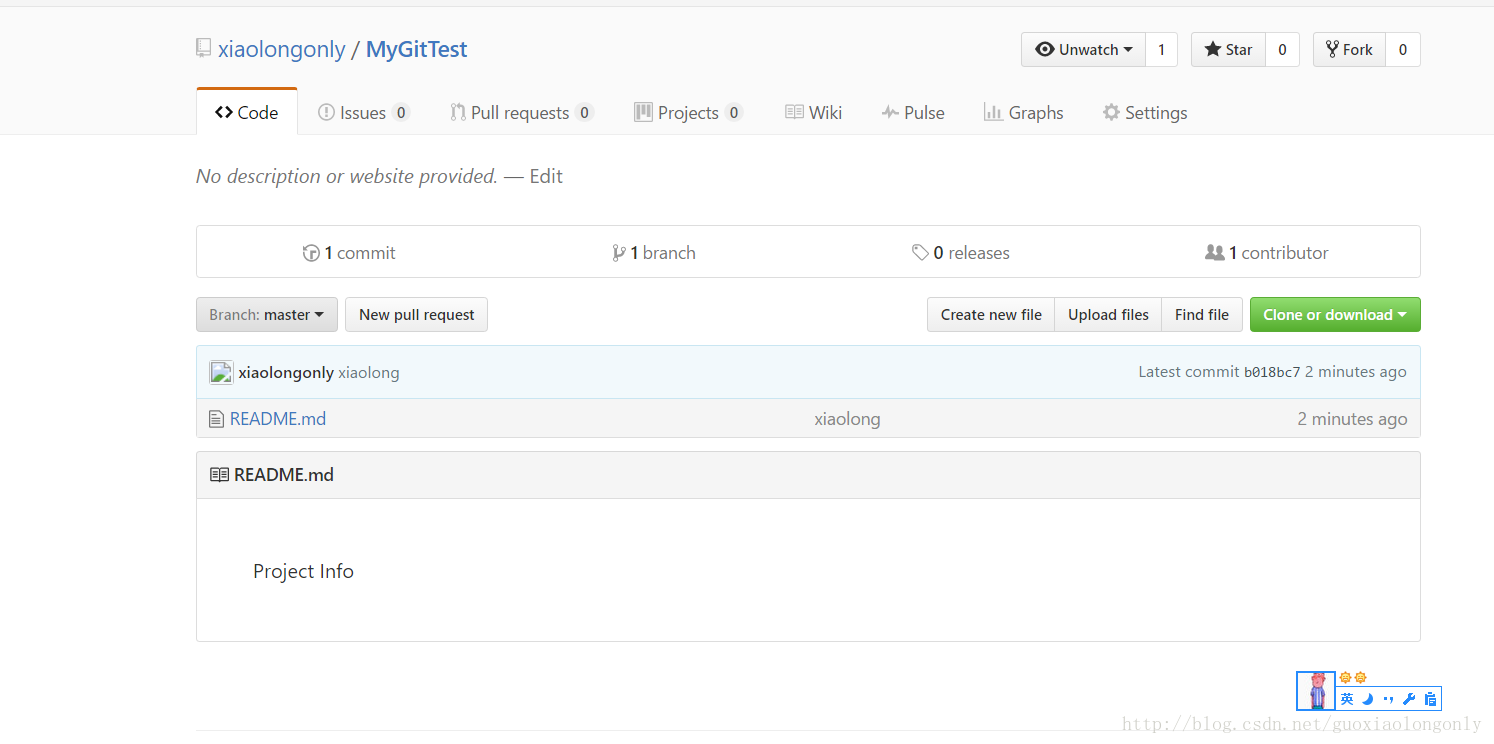 xiaolongonly / MyGitTest
Unwatch 1 Star 0 Fork 0
Code Issues 0 Pull requests 0 Projects 0 Wiki Pulse Graphs Settings
No description or website provided. — Edit
1 commit 1 branch 0 releases 1 contributor
Branch: master New pull request Create new file Upload files Find file Clone or download
xiaolongonly xiaolong Latest commit b018bc7 2 minutes ago
README.md xiaolong 2 minutes ago
README.md
Project Info
英
http://blog.csdn.net/guoxiaolongonly